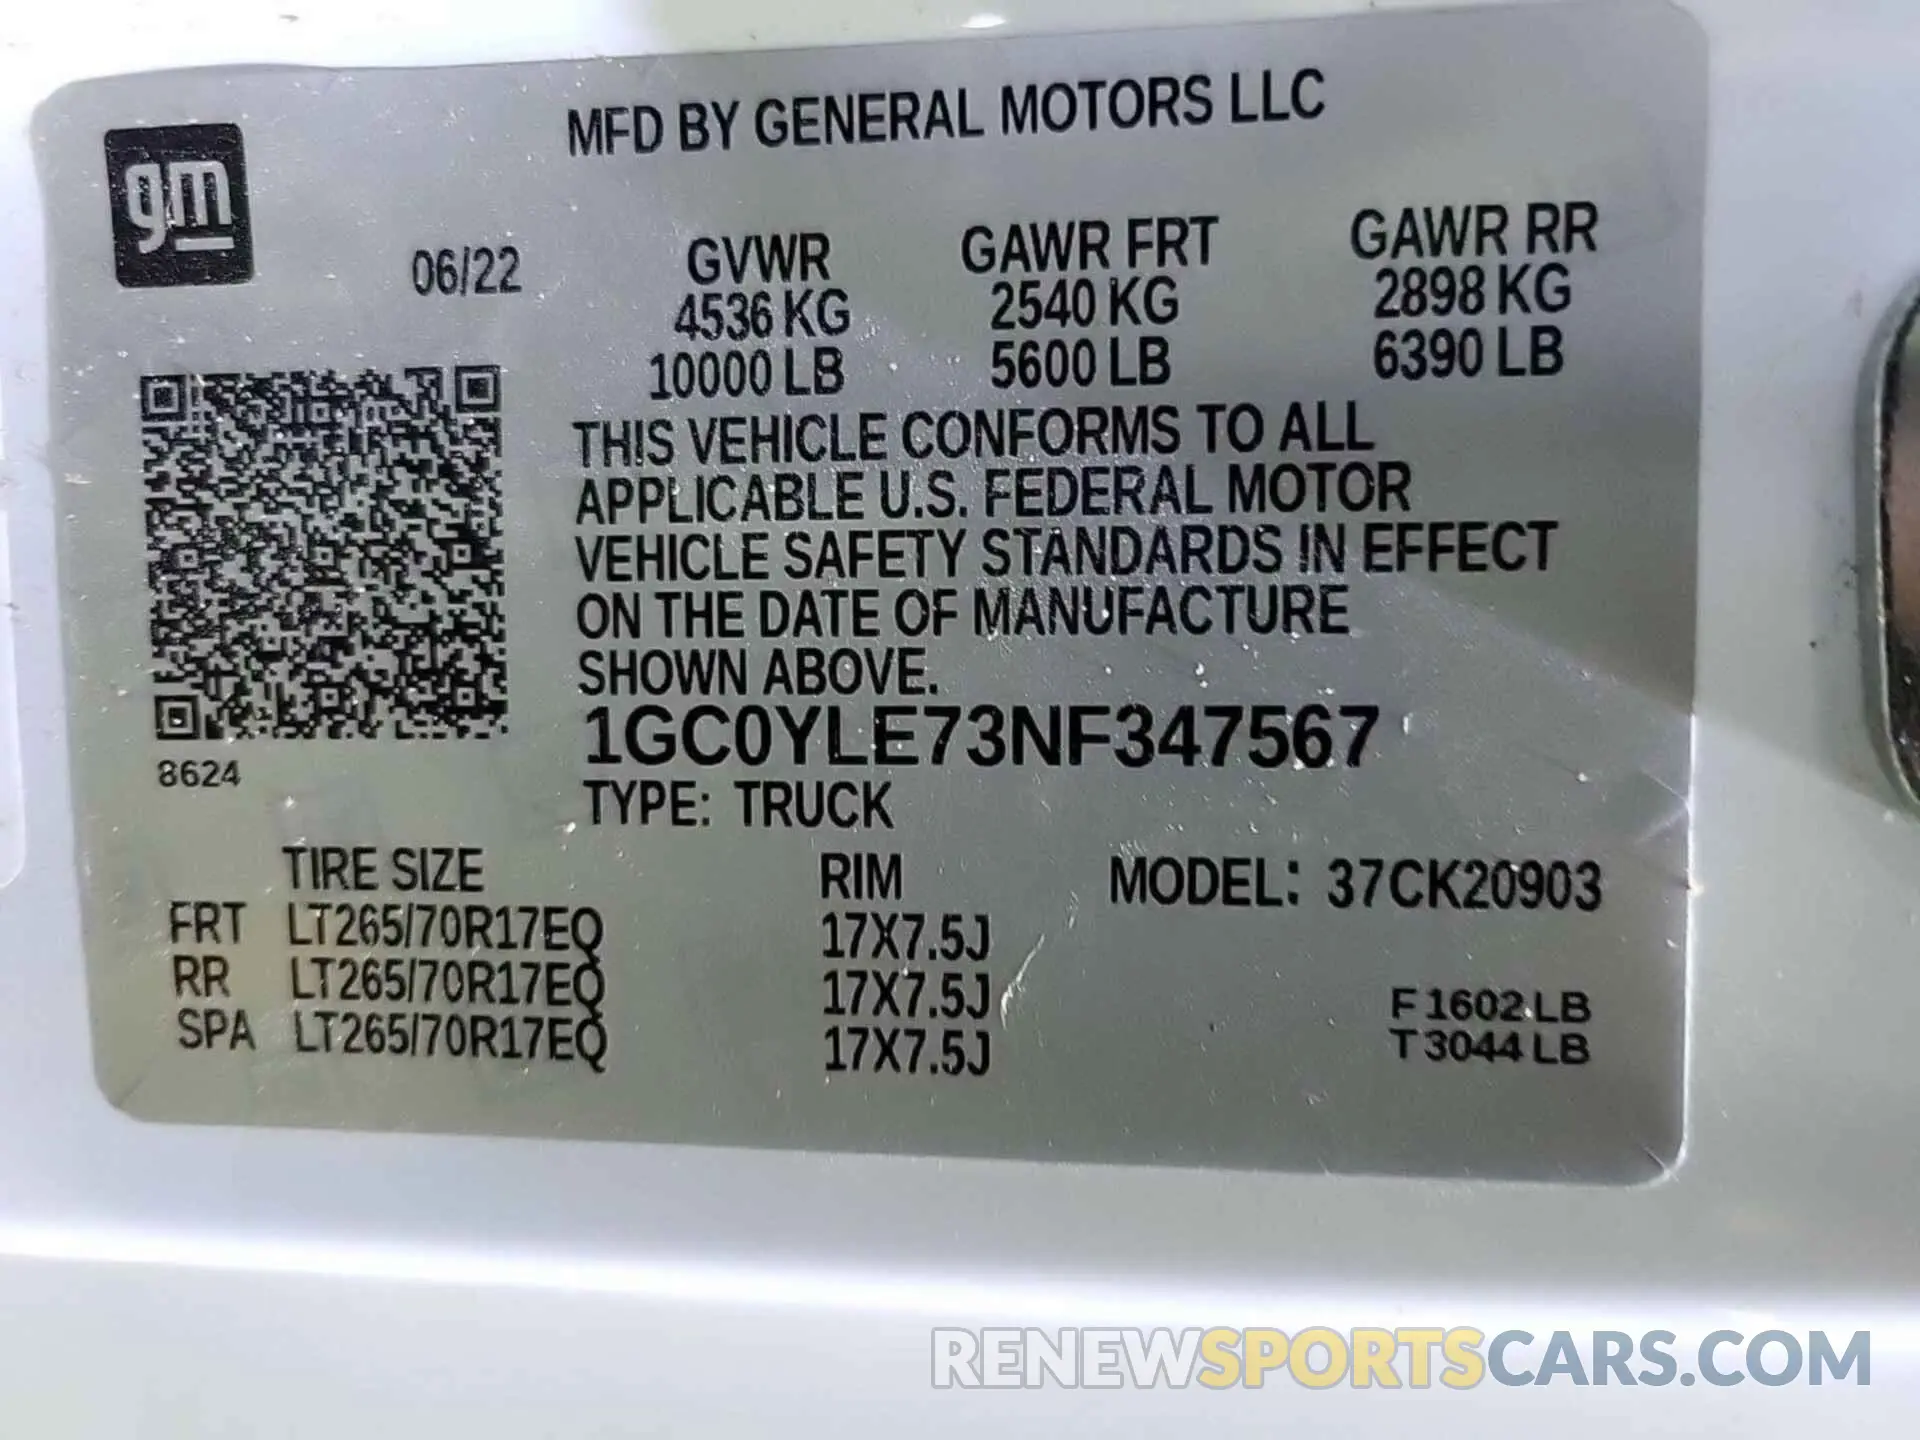 MFD BY GENERAL MOTORS LLC
gm
06/22 GVWR GAWR FRT GAWR RR
4536 KG 2540 KG 2898 KG
10000 LB 5600 LB 6390 LB
THIS VEHICLE CONFORMS TO ALL
APPLICABLE U.S. FEDERAL MOTOR
VEHICLE SAFETY STANDARDS IN EFFECT
ON THE DATE OF MANUFACTURE
SHOWN ABOVE.
1GC0YLE73NF347567
8624
TYPE: TRUCK
TIRE SIZE RIM MODEL: 37CK20903
FRT LT265/70R17EQ 17X7.5J
RR LT265/70R17EQ 17X7.5J F 1602 LB
SPA LT265/70R17EQ 17X7.5J T 3044 LB
RENEWSPORTSCARS.COM